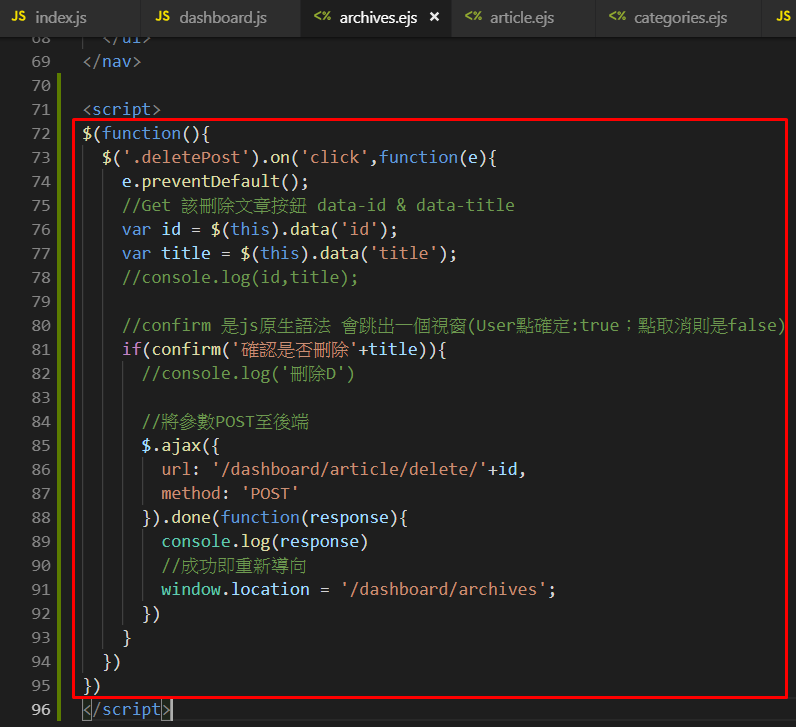 JS index.js JS dashboard.js <%> archives.ejs × <%> article.ejs <%> categories.ejs JS
68 </ul>
69 </nav>
70
71 <script>
72 $(function(){
73 $('.deletePost').on('click',function(e){
74 e.preventDefault();
75 //Get 該刪除文章按鈕 data-id & data-title
76 var id = $(this).data('id');
77 var title = $(this).data('title');
78 //console.log(id,title);
79
80 //confirm 是js原生語法 會跳出一個視窗(User點確定:true；點取消則是false)
81 if(confirm('確認是否刪除'+title)){
82 //console.log('刪除D')
83
84 //將參數POST至後端
85 $.ajax({
86 url: '/dashboard/article/delete/'+id,
87 method: 'POST'
88 }).done(function(response){
89 console.log(response)
90 //成功即重新導向
91 window.location = '/dashboard/archives';
92 })
93 }
94 })
95 })
96 </script>